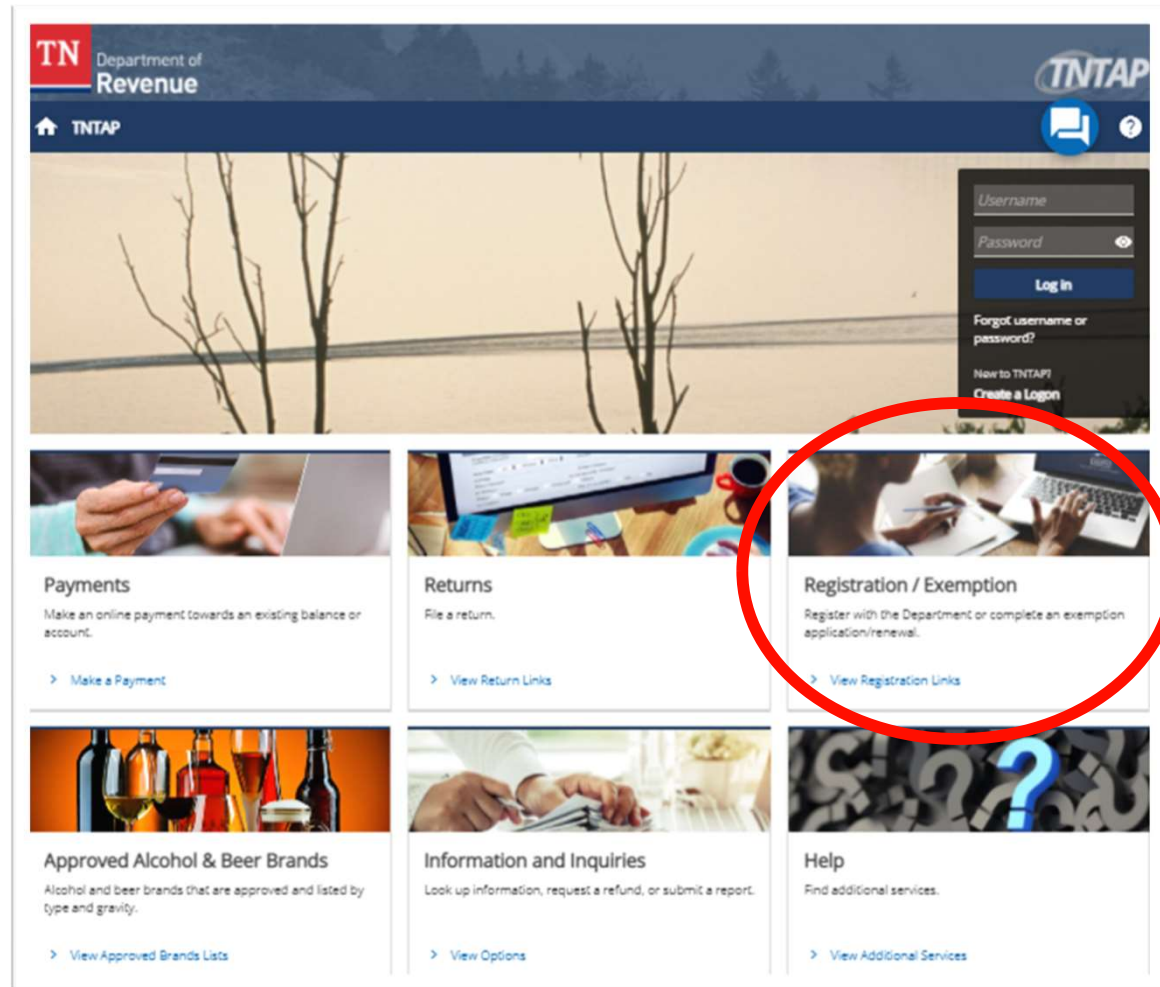 TN
Department of
Revenue
TNTAP
TNTAP
?
Username
Password
Log in
Forgot username or
password?
New to TNTAP?
Create a Logon
Payments
Make an online payment towards an existing balance or
account.
> Make a Payment
Returns
File a return.
> View Return Links
Registration / Exemption
Register with the Department or complete an exemption
application/renewal.
> View Registration Links
Approved Alcohol & Beer Brands
Alcohol and beer brands that are approved and listed by
type and gravity.
> View Approved Brands Lists
Information and Inquiries
Look up information, request a refund, or submit a report.
> View Options
Help
Find additional services.
> View Additional Services